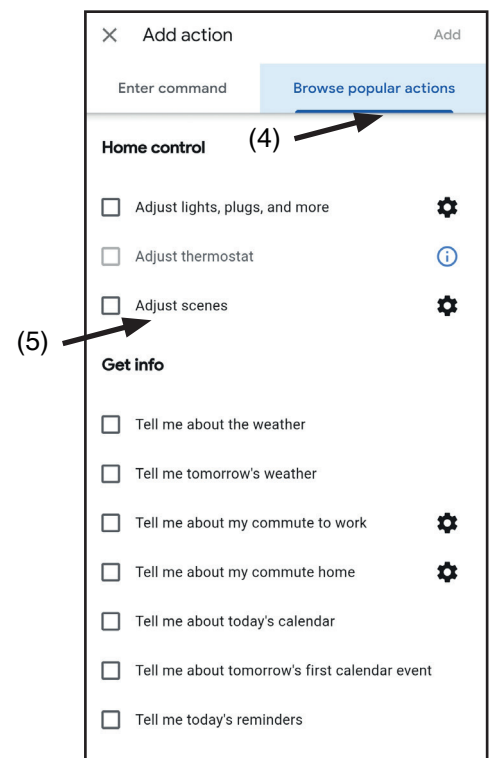 Add action Add
Enter command Browse popular actions
(4)
Home control
Adjust lights, plugs, and more
Adjust thermostat
Adjust scenes
(5)
Get info
Tell me about the weather
Tell me tomorrow's weather
Tell me about my commute to work
Tell me about my commute home
Tell me about today's calendar
Tell me about tomorrow's first calendar event
Tell me today's reminders